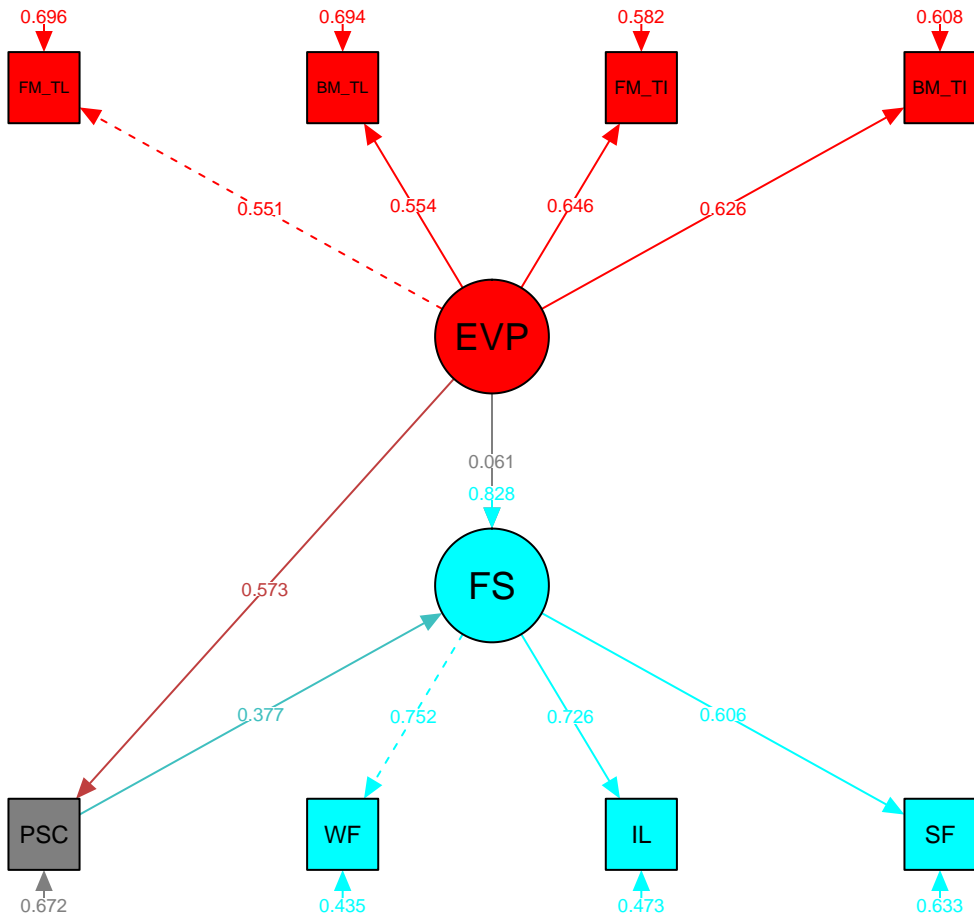 0.696 0.694 0.582 0.608
FM_TL BM_TL FM_TI BM_TI
0.551 0.554 0.646 0.626
EVP
0.061
0.828
FS
0.573
0.377 0.752 0.726 0.606
PSC WF IL SF
0.672 0.435 0.473 0.633